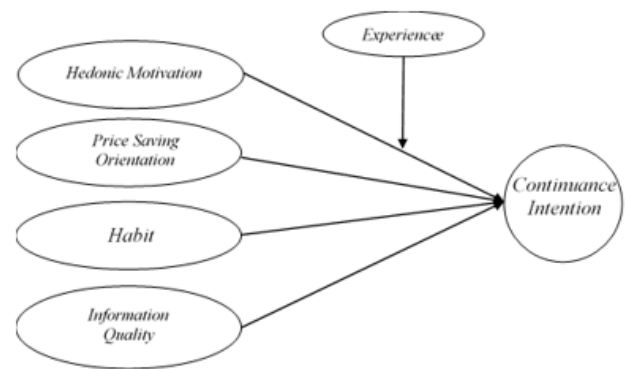 Experience
Hedonic Motivation
Price Saving
Orientation
Continuance
Intention
Habit
Information
Quality